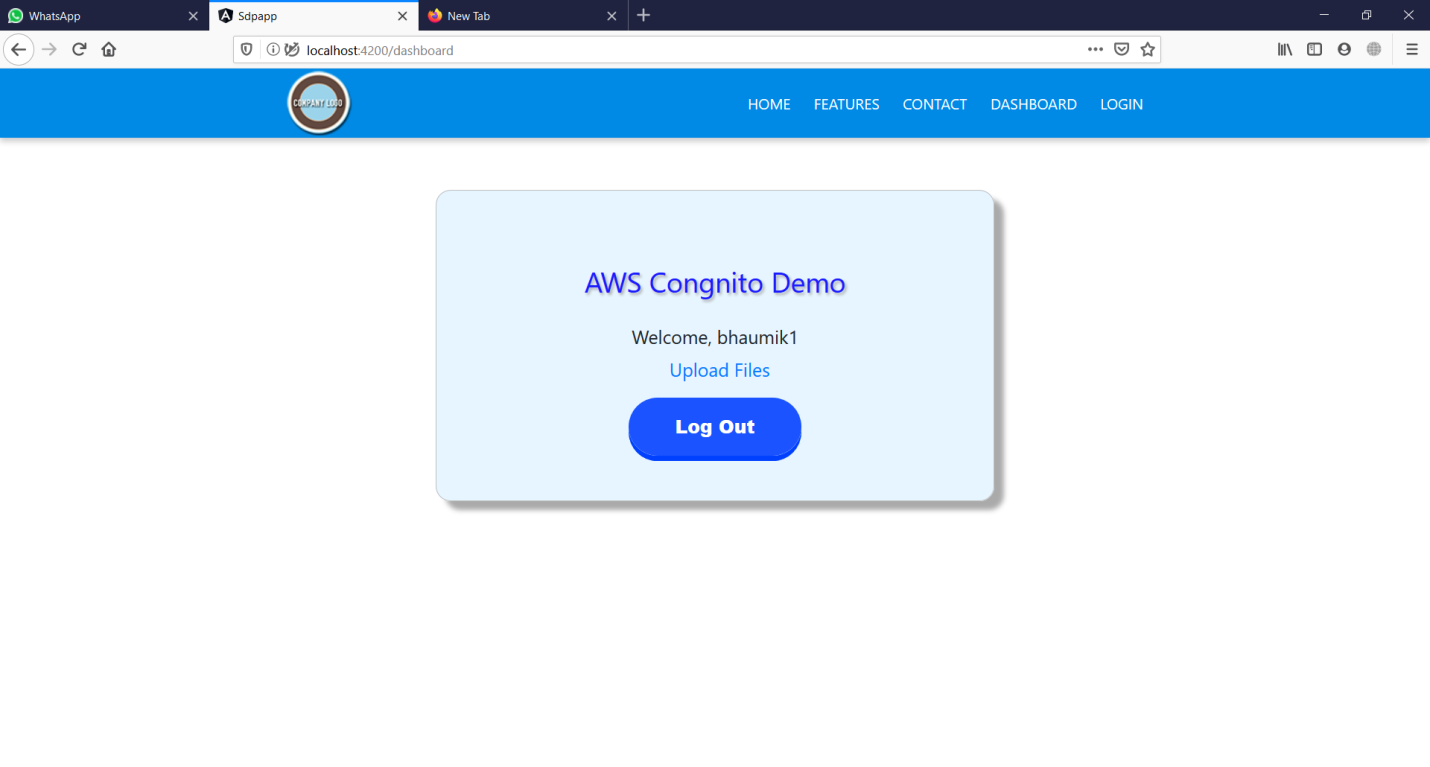 WhatsApp
Sdpapp
New Tab
localhost:4200/dashboard
COMPANY LOGO
HOME FEATURES CONTACT DASHBOARD LOGIN
AWS Congnito Demo
Welcome, bhaumik1
Upload Files
Log Out